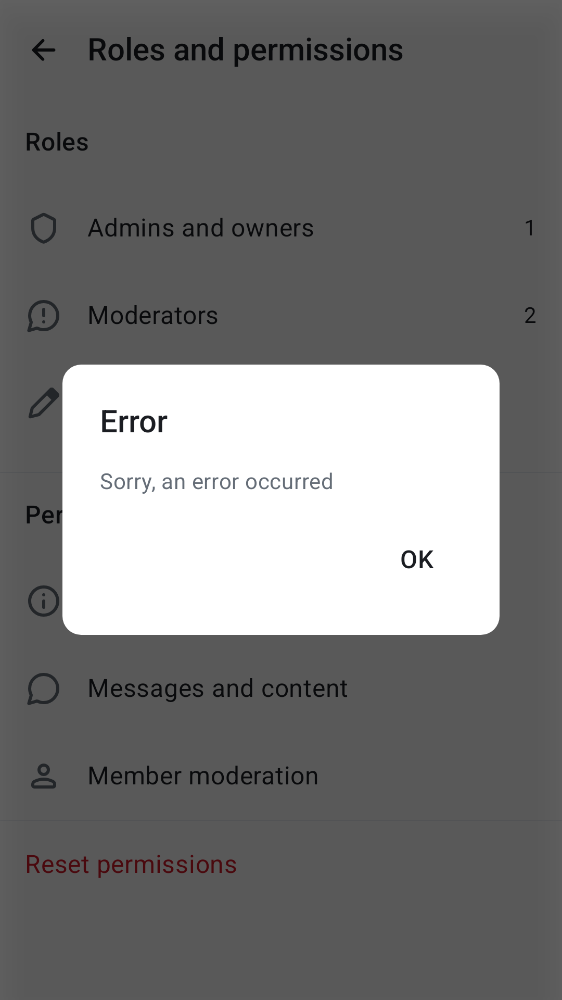 Roles and permissions
Roles
Admins and owners 1
Moderators 2
Error
Sorry, an error occurred
Per
OK
Messages and content
Member moderation
Reset permissions